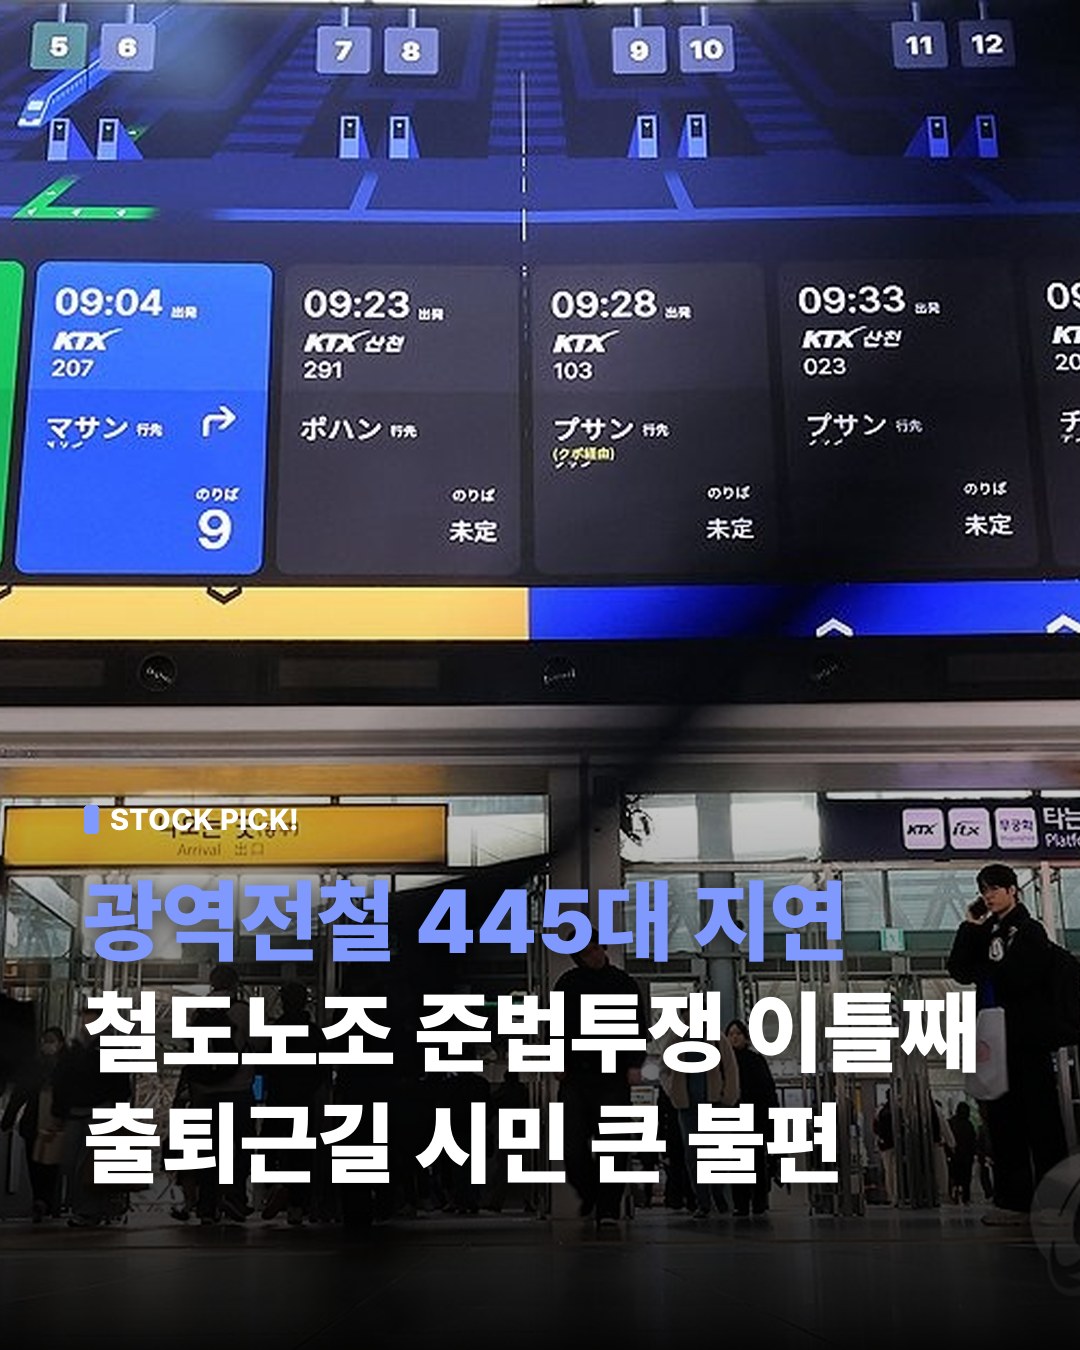 5 6 7 8 9 10 11 12
09:04 出発
KTX
207
マサン 行先
のりば
9
09:23 出発
KTX 산천
291
ポハン 行先
のりば
未定
09:28 出発
KTX
103
プサン 行先
(クポ経由)
のりば
未定
09:33 出発
KTX 산천
023
プサン 行先
のりば
未定
STOCK PICK!
Arrival 出口
KTX itx 무궁화 타는
광역전철 445대 지연
철도노조 준법투쟁 이틀째
출퇴근길 시민 큰 불편